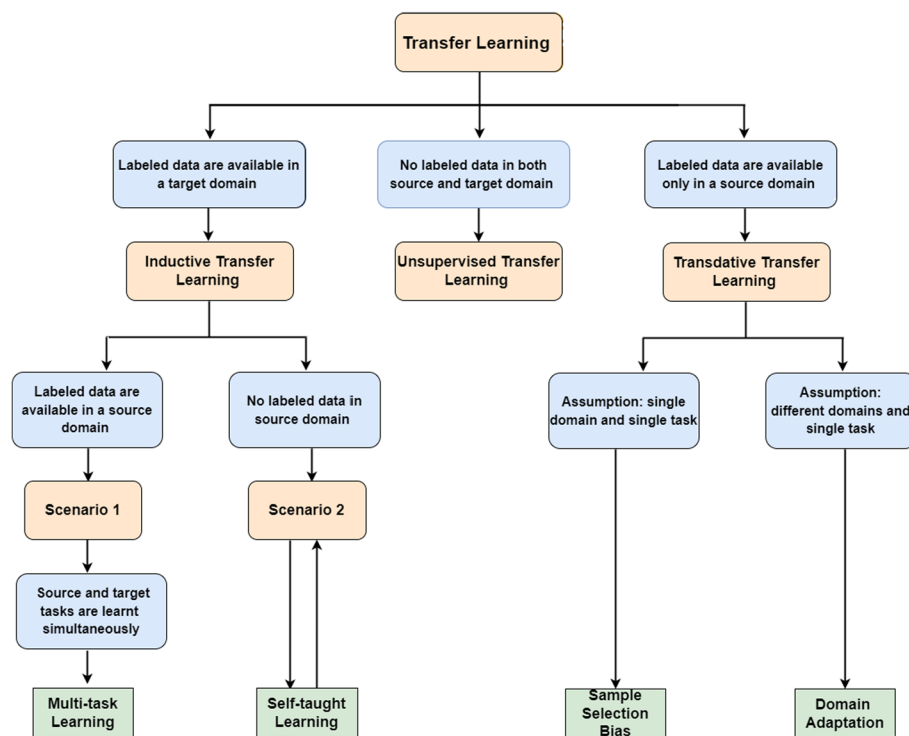 Transfer Learning
Labeled data are available in
a target domain
No labeled data in both
source and target domain
Labeled data are available
only in a source domain
Inductive Transfer
Learning
Unsupervised Transfer
Learning
Transdative Transfer
Learning
Labeled data are
available in a source
domain
No labeled data in
source domain
Assumption: single
domain and single task
Assumption:
different domains and
single task
Scenario 1
Scenario 2
Source and target
tasks are learnt
simultaneously
Multi-task
Learning
Self-taught
Learning
Sample
Selection
Bias
Domain
Adaptation